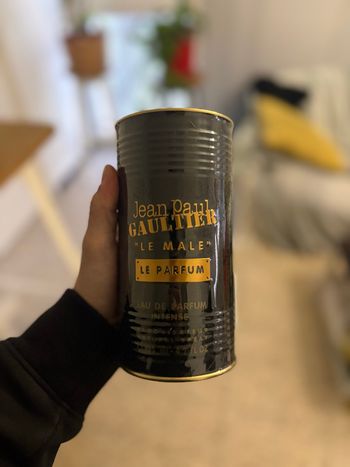 Jean Paul
GAULTIER
"LE MALE"
LE PARFUM
EAU DE PARFUM
INTENSE